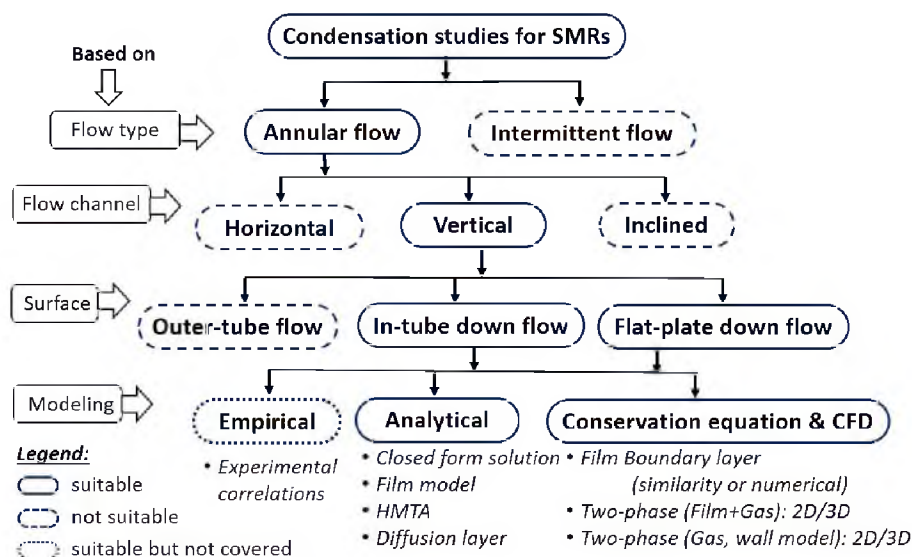 Condensation studies for SMRs
Based on
Flow type
Annular flow
Intermittent flow
Flow channel
Horizontal
Vertical
Inclined
Surface
Outer-tube flow
In-tube down flow
Flat-plate down flow
Modeling
Empirical
Analytical
Conservation equation & CFD
• Experimental
correlations
• Closed form solution
• Film model
• HMTA
• Diffusion layer
• Film Boundary layer
(similarity or numerical)
• Two-phase (Film+Gas): 2D/3D
• Two-phase (Gas, wall model): 2D/3D
Legend:
suitable
not suitable
suitable but not covered